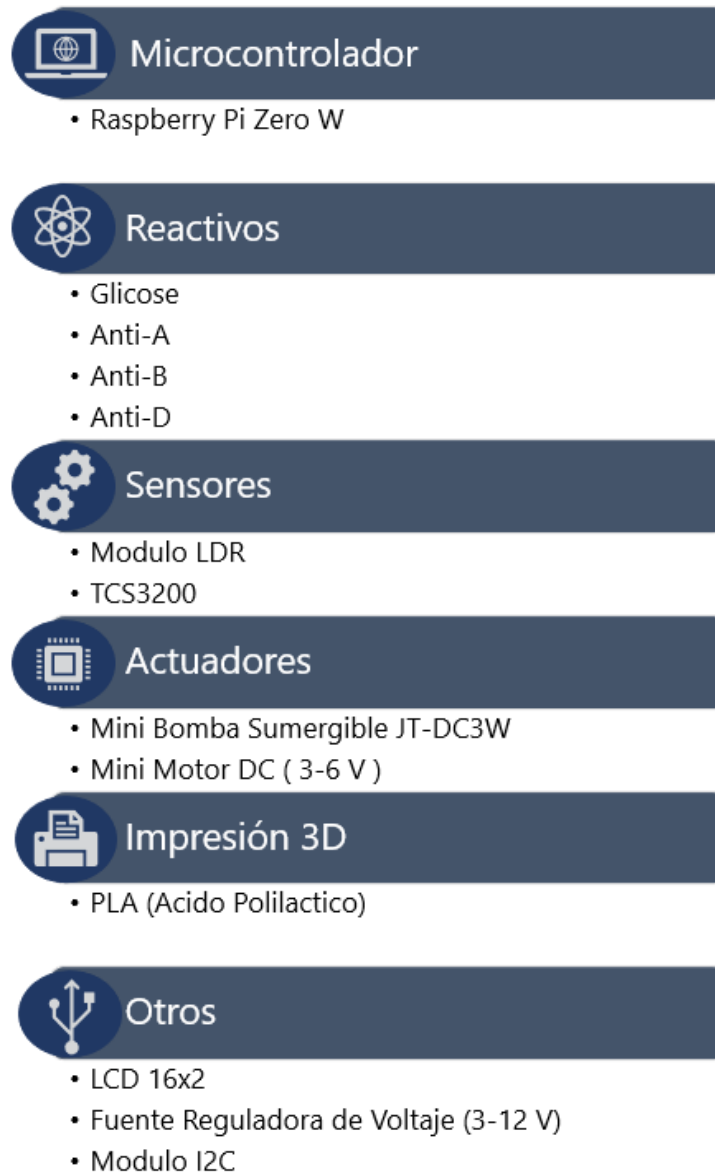 Microcontrolador
• Raspberry Pi Zero W
Reactivos
• Glicose
• Anti-A
• Anti-B
• Anti-D
Sensores
• Modulo LDR
• TCS3200
Actuadores
• Mini Bomba Sumergible JT-DC3W
• Mini Motor DC ( 3-6 V )
Impresión 3D
• PLA (Acido Polilactico)
Otros
• LCD 16x2
• Fuente Reguladora de Voltaje (3-12 V)
• Modulo I2C